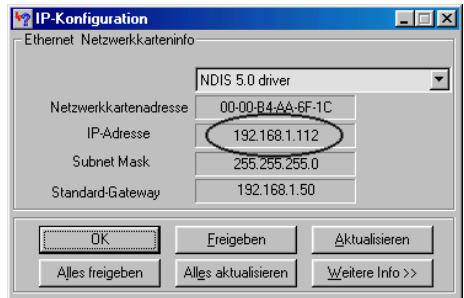 IP-Konfiguration
Ethernet Netzwerkkarteninfo
NDIS 5.0 driver
Netzwerkkartenadresse 00-00-B4-AA-6F-1C
IP-Adresse 192.168.1.112
Subnet Mask 255.255.255.0
Standard-Gateway 192.168.1.50
OK Freigeben Aktualisieren
Alles freigeben Alles aktualisieren Weitere Info >>